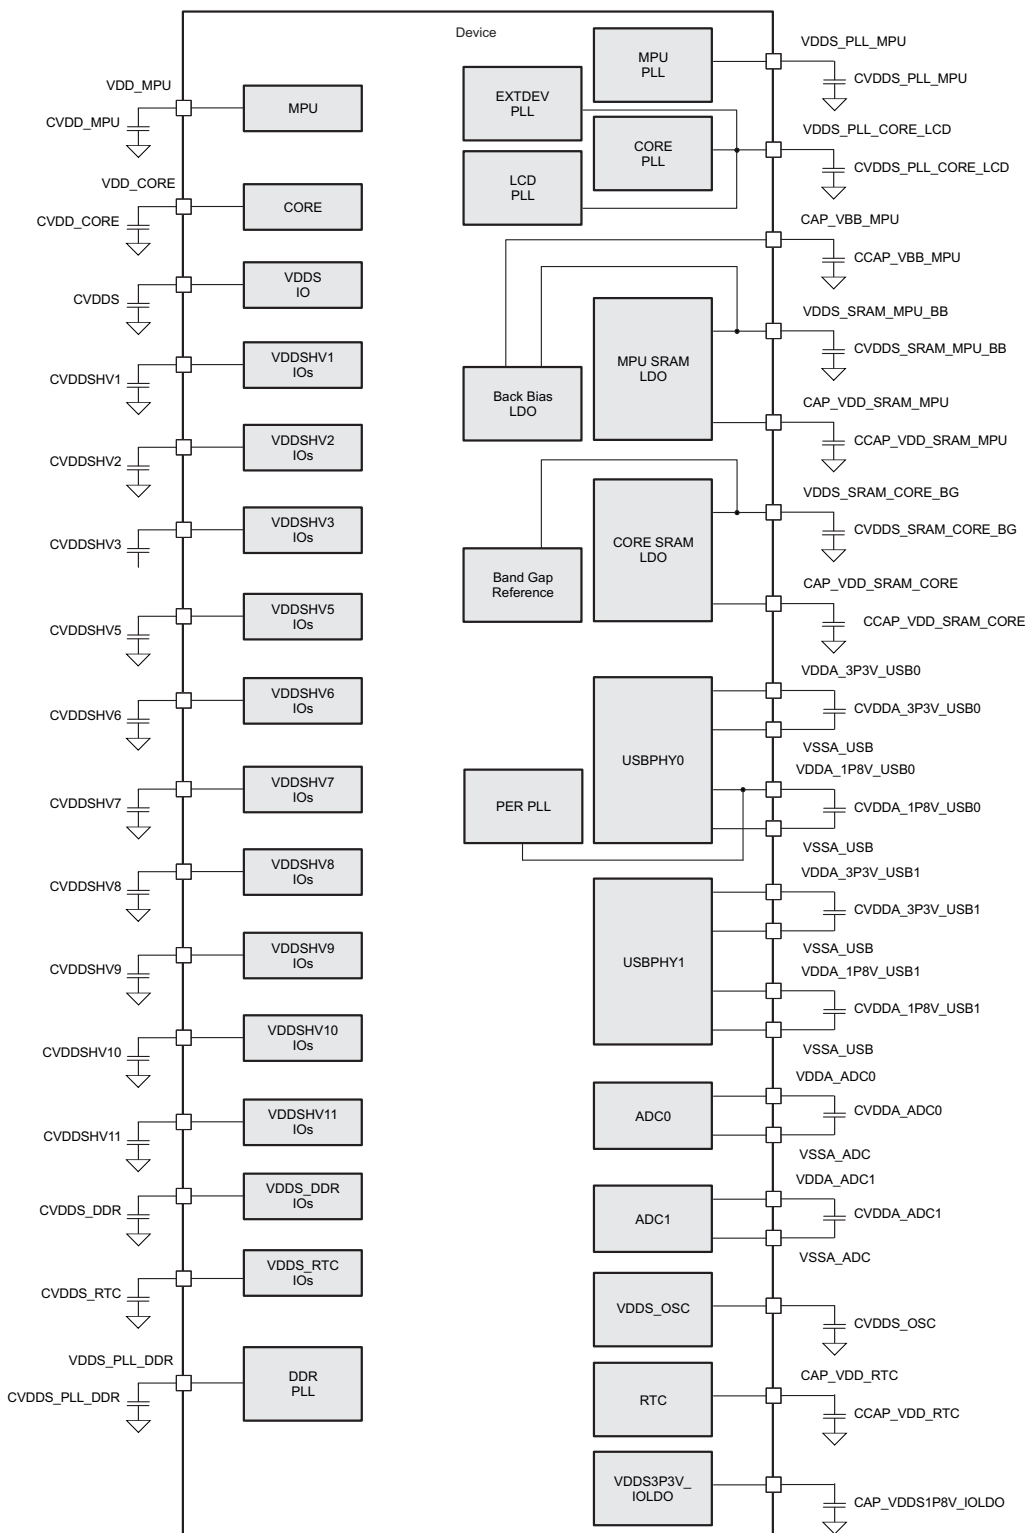 Device
VDD_MPU
CVDD_MPU
MPU
VDD_CORE
CVDD_CORE
CORE
CVDDS
VDDS
IO
CVDDSHV1
VDDSHV1
IOs
CVDDSHV2
VDDSHV2
IOs
CVDDSHV3
VDDSHV3
IOs
CVDDSHV5
VDDSHV5
IOs
CVDDSHV6
VDDSHV6
IOs
CVDDSHV7
VDDSHV7
IOs
CVDDSHV8
VDDSHV8
IOs
CVDDSHV9
VDDSHV9
IOs
CVDDSHV10
VDDSHV10
IOs
CVDDSHV11
VDDSHV11
IOs
CVDDS_DDR
VDDS_DDR
IOs
CVDDS_RTC
VDDS_RTC
IOs
VDDS_PLL_DDR
CVDDS_PLL_DDR
DDR
PLL
MPU
PLL
VDDS_PLL_MPU
CVDDS_PLL_MPU
EXTDEV
PLL
CORE
PLL
LCD
PLL
VDDS_PLL_CORE_LCD
CVDDS_PLL_CORE_LCD
CAP_VBB_MPU
CCAP_VBB_MPU
Back Bias
LDO
MPU SRAM
LDO
VDDS_SRAM_MPU_BB
CVDDS_SRAM_MPU_BB
CAP_VDD_SRAM_MPU
CCAP_VDD_SRAM_MPU
Band Gap
Reference
CORE SRAM
LDO
VDDS_SRAM_CORE_BG
CVDDS_SRAM_CORE_BG
CAP_VDD_SRAM_CORE
CCAP_VDD_SRAM_CORE
USBPHY0
PER PLL
VDDA_3P3V_USB0
CVDDA_3P3V_USB0
VSSA_USB
VDDA_1P8V_USB0
CVDDA_1P8V_USB0
VSSA_USB
USBPHY1
VDDA_3P3V_USB1
CVDDA_3P3V_USB1
VSSA_USB
VDDA_1P8V_USB1
CVDDA_1P8V_USB1
VSSA_USB
ADC0
VDDA_ADC0
CVDDA_ADC0
VSSA_ADC
ADC1
VDDA_ADC1
CVDDA_ADC1
VSSA_ADC
VDDS_OSC
CVDDS_OSC
RTC
CAP_VDD_RTC
CCAP_VDD_RTC
VDDS3P3V_
IOLDO
CAP_VDDS1P8V_IOLDO